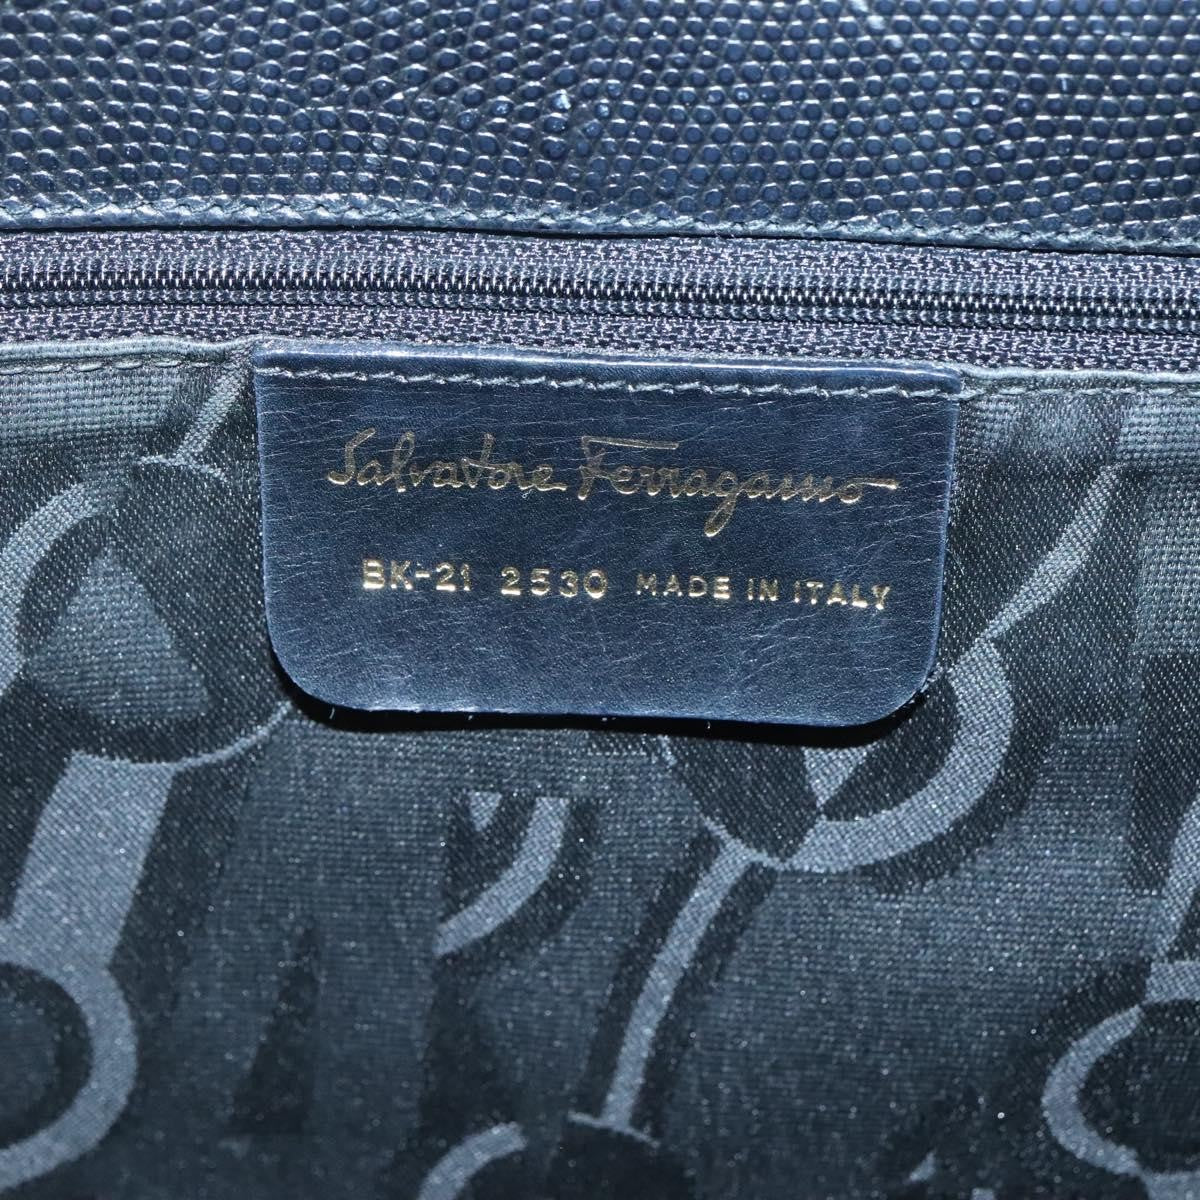 Salvatore Ferragamo
BK-21 2530 MADE IN ITALY